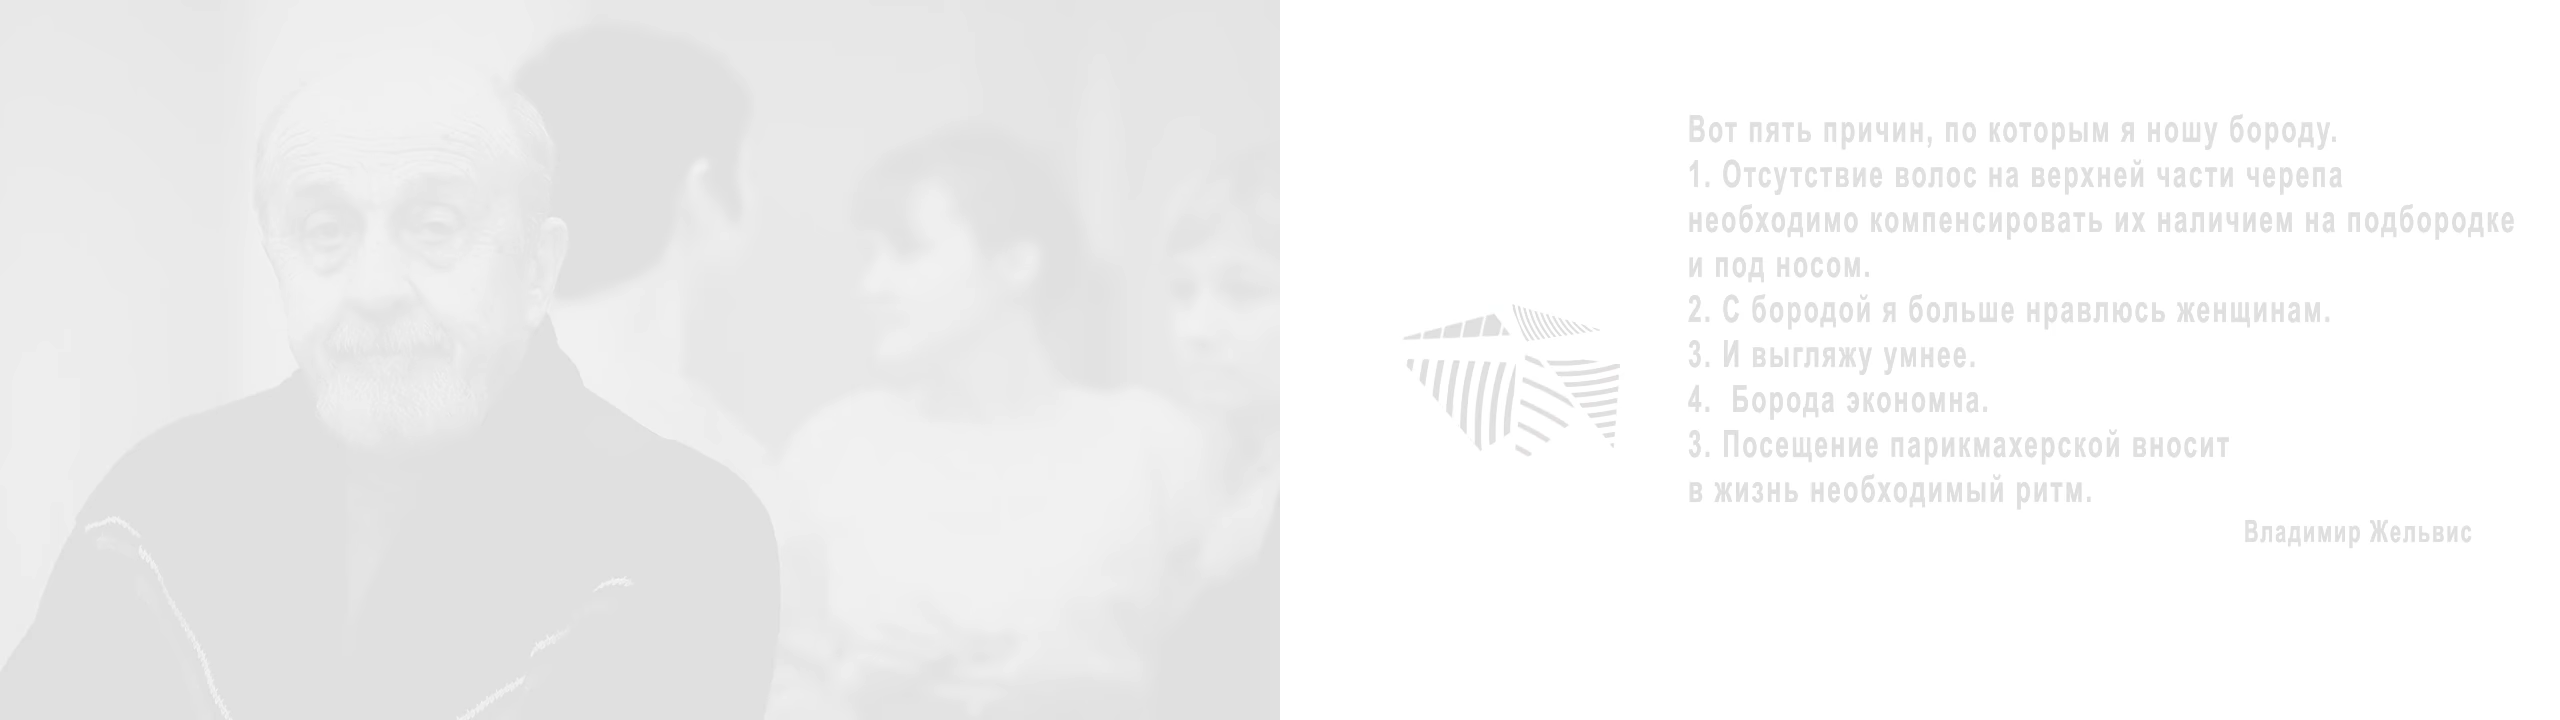 Вот пять причин, по которым я ношу бороду.
1. Отсутствие волос на верхней части черепа
необходимо компенсировать их наличием на подбородке
и под носом.
2. С бородой я больше нравлюсь женщинам.
3. И выгляжу умнее.
4.  Борода экономна.
3. Посещение парикмахерской вносит
в жизнь необходимый ритм.
Владимир Жельвис